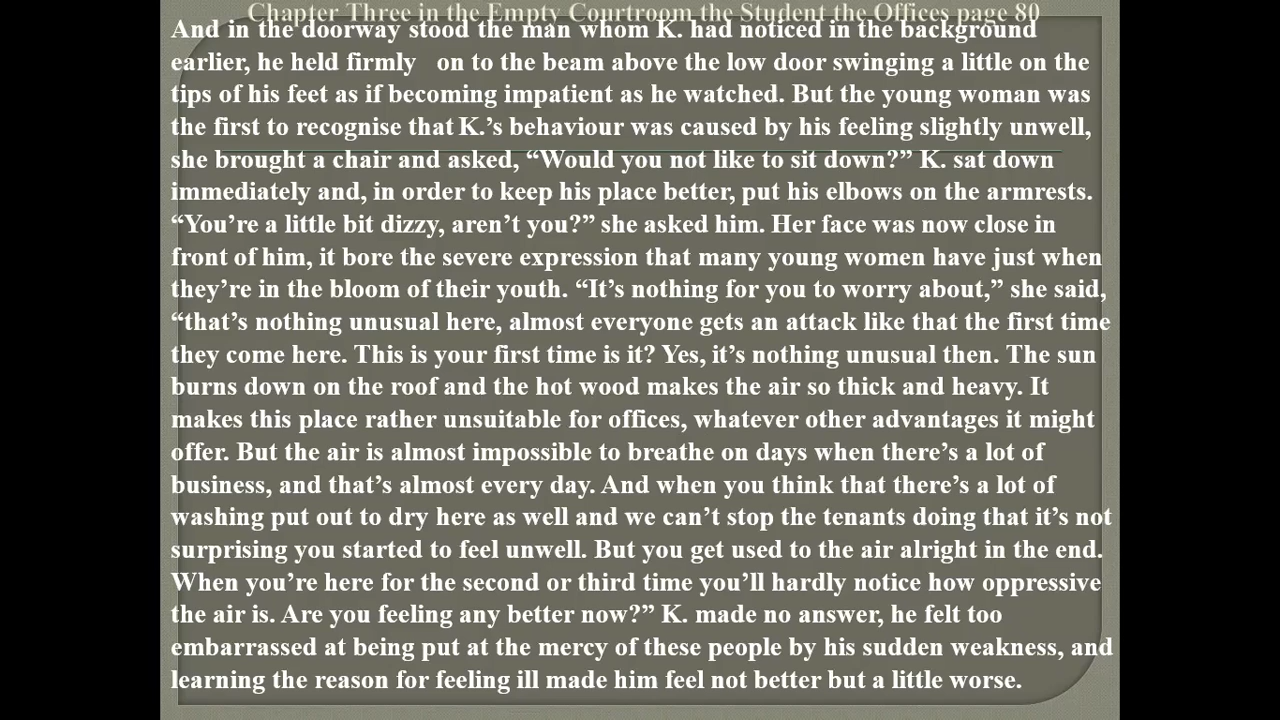 Chapter Three in the Empty Courtroom the Student the Offices page 80
And in the doorway stood the man whom K. had noticed in the background
earlier, he held firmly on to the beam above the low door swinging a little on the
tips of his feet as if becoming impatient as he watched. But the young woman was
the first to recognise that K.’s behaviour was caused by his feeling slightly unwell,
she brought a chair and asked, “Would you not like to sit down?” K. sat down
immediately and, in order to keep his place better, put his elbows on the armrests.
“You’re a little bit dizzy, aren’t you?” she asked him. Her face was now close in
front of him, it bore the severe expression that many young women have just when
they’re in the bloom of their youth. “It’s nothing for you to worry about,” she said,
“that’s nothing unusual here, almost everyone gets an attack like that the first time
they come here. This is your first time is it? Yes, it’s nothing unusual then. The sun
burns down on the roof and the hot wood makes the air so thick and heavy. It
makes this place rather unsuitable for offices, whatever other advantages it might
offer. But the air is almost impossible to breathe on days when there’s a lot of
business, and that’s almost every day. And when you think that there’s a lot of
washing put out to dry here as well and we can’t stop the tenants doing that it’s not
surprising you started to feel unwell. But you get used to the air alright in the end.
When you’re here for the second or third time you’ll hardly notice how oppressive
the air is. Are you feeling any better now?” K. made no answer, he felt too
embarrassed at being put at the mercy of these people by his sudden weakness, and
learning the reason for feeling ill made him feel not better but a little worse.